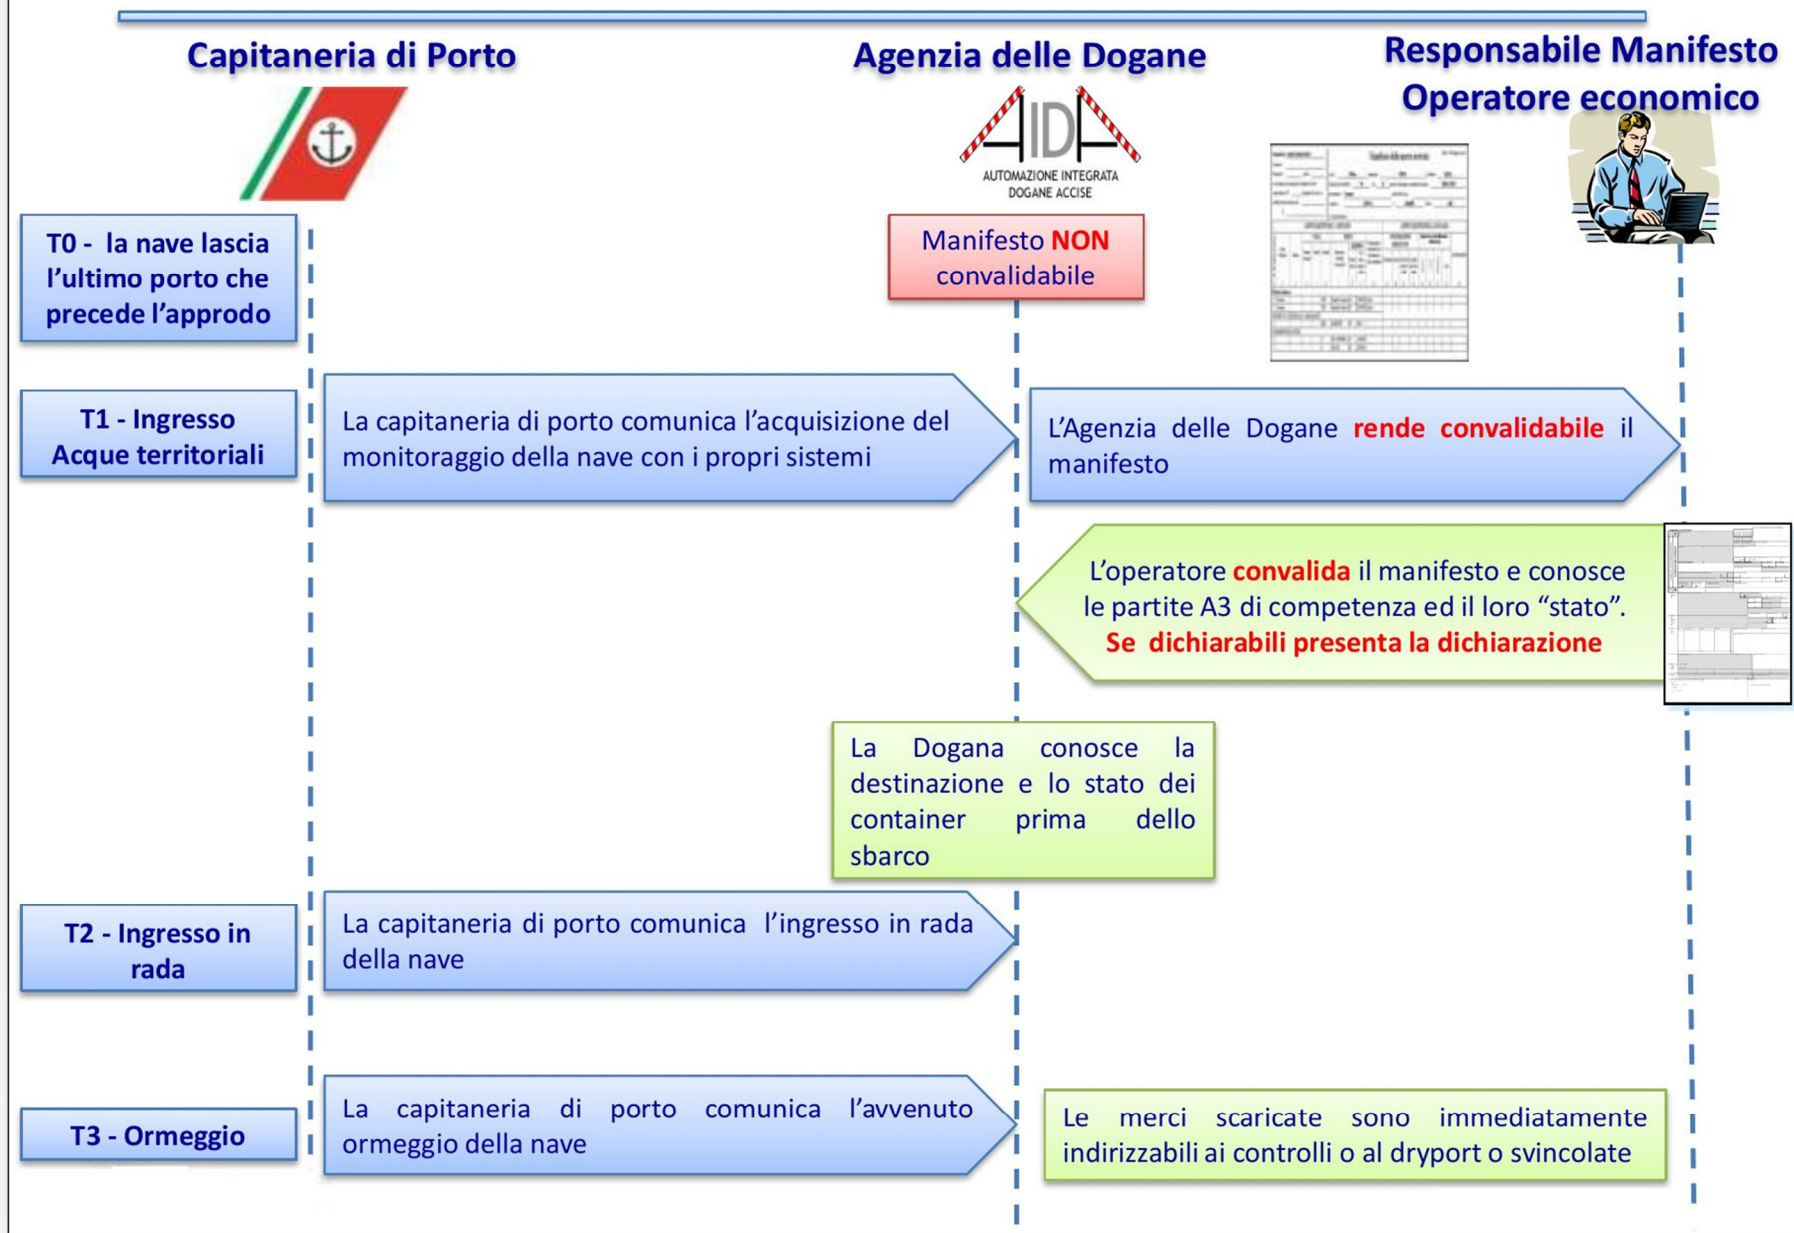 Capitaneria di Porto
Agenzia delle Dogane
Responsabile Manifesto
Operatore economico
AIDA
AUTOMAZIONE INTEGRATA
DOGANE ACCISE
T0 - la nave lascia
l’ultimo porto che
precede l’approdo
Manifesto NON
convalidabile
T1 - Ingresso
Acque territoriali
La capitaneria di porto comunica l’acquisizione del
monitoraggio della nave con i propri sistemi
L’Agenzia delle Dogane rende convalidabile il
manifesto
L’operatore convalida il manifesto e conosce
le partite A3 di competenza ed il loro “stato”.
Se dichiarabili presenta la dichiarazione
La Dogana conosce la
destinazione e lo stato dei
container prima dello
sbarco
T2 - Ingresso in
rada
La capitaneria di porto comunica l’ingresso in rada
della nave
T3 - Ormeggio
La capitaneria di porto comunica l’avvenuto
ormeggio della nave
Le merci scaricate sono immediatamente
indirizzabili ai controlli o al dryport o svincolate